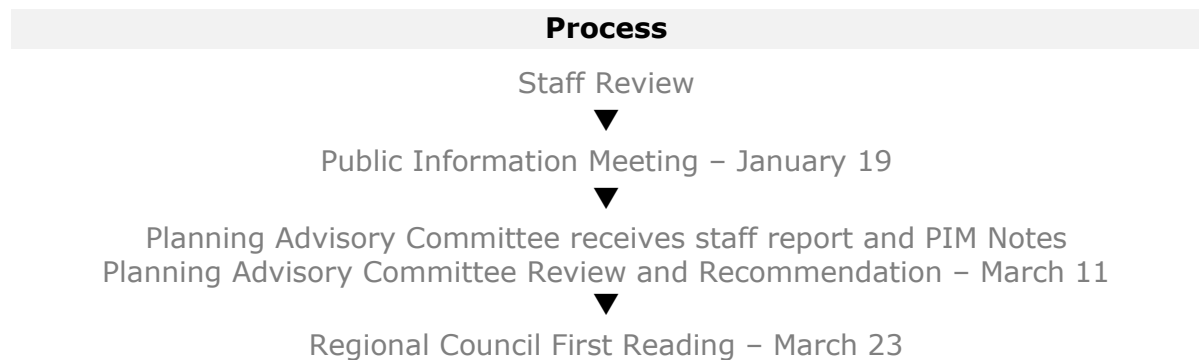 Process
Staff Review
Public Information Meeting – January 19
Planning Advisory Committee receives staff report and PIM Notes
Planning Advisory Committee Review and Recommendation – March 11
Regional Council First Reading – March 23